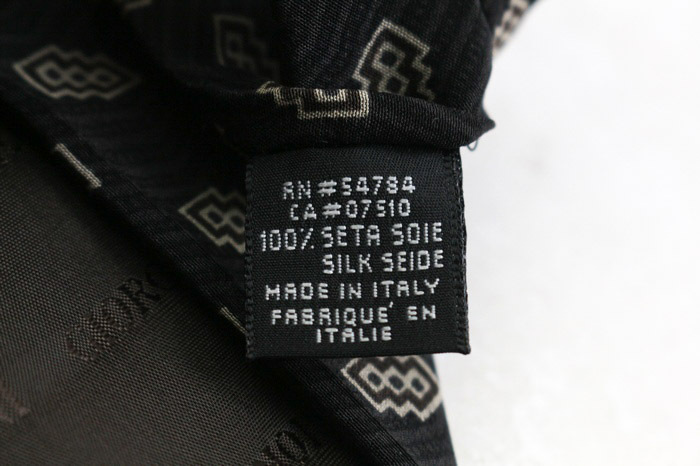 RN #54784
CA #07510
100% SETA SOIE
SILK SEIDE
MADE IN ITALY
FABRIQUE' EN
ITALIE